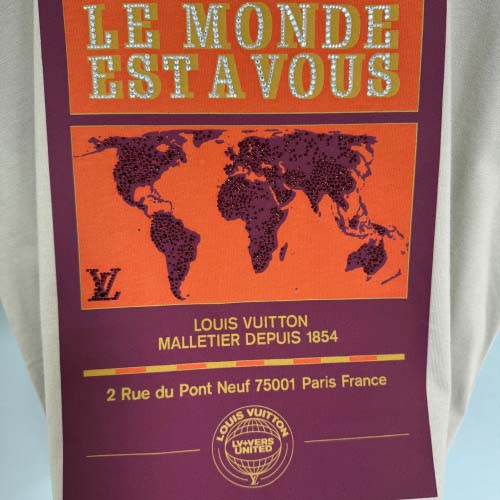 LE MONDE
EST A VOUS
LV
LOUIS VUITTON
MALLETIER DEPUIS 1854
2 Rue du Pont Neuf 75001 Paris France
LOUIS VUITTON
LV+VERS
UNITED
LV